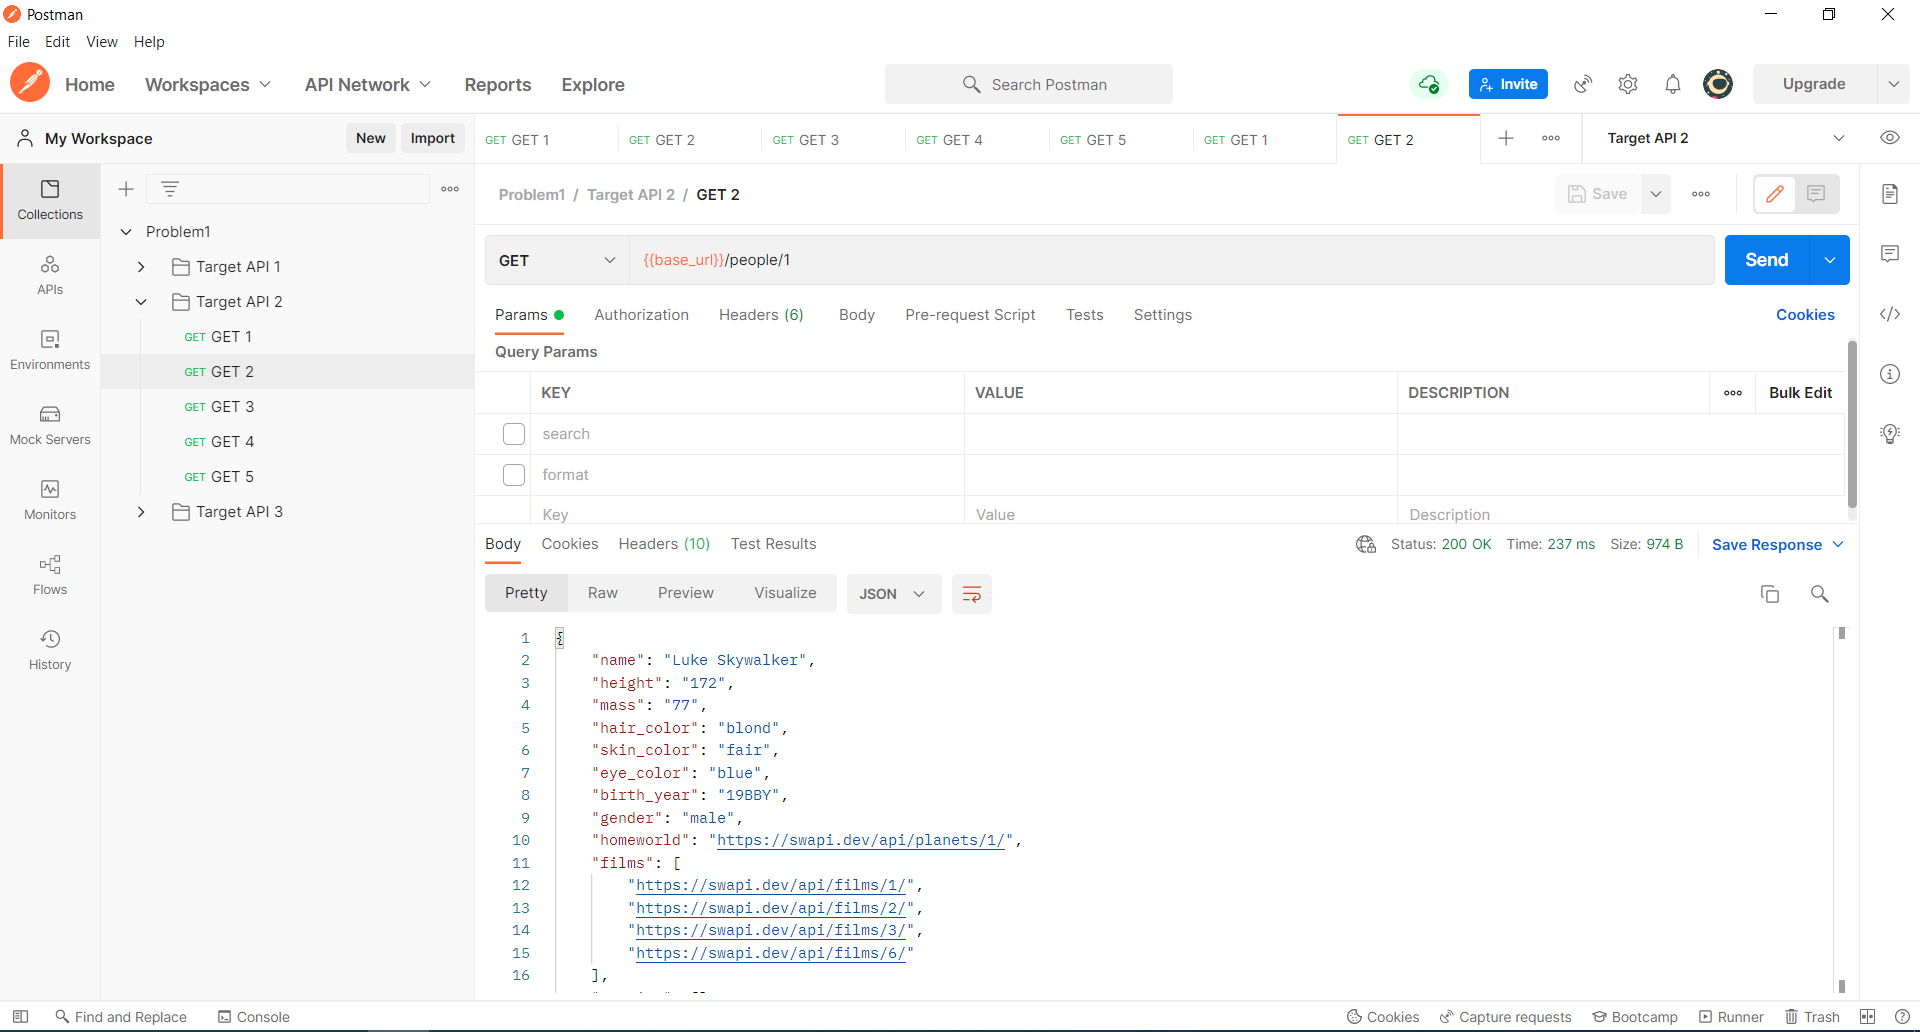 Postman
File Edit View Help
Home Workspaces API Network Reports Explore Search Postman Invite Upgrade
My Workspace New Import
GET GET 1 GET GET 2 GET GET 3 GET GET 4 GET GET 5 GET GET 1 GET GET 2 Target API 2
Collections
APIs
Environments
Mock Servers
Monitors
Flows
History
Problem1
Target API 1
Target API 2
GET GET 1
GET GET 2
GET GET 3
GET GET 4
GET GET 5
Target API 3
Problem1 / Target API 2 / GET 2 Save
GET {{base_url}}/people/1 Send
Params Authorization Headers (6) Body Pre-request Script Tests Settings Cookies
Query Params
KEY VALUE DESCRIPTION Bulk Edit
search
format
Key Value Description
Body Cookies Headers (10) Test Results Status: 200 OK Time: 237 ms Size: 974 B Save Response
Pretty Raw Preview Visualize JSON
1 {
2 "name": "Luke Skywalker",
3 "height": "172",
4 "mass": "77",
5 "hair_color": "blond",
6 "skin_color": "fair",
7 "eye_color": "blue",
8 "birth_year": "19BBY",
9 "gender": "male",
10 "homeworld": "https://swapi.dev/api/planets/1/",
11 "films": [
12 "https://swapi.dev/api/films/1/",
13 "https://swapi.dev/api/films/2/",
14 "https://swapi.dev/api/films/3/",
15 "https://swapi.dev/api/films/6/"
16 ],
Find and Replace Console Cookies Capture requests Bootcamp Runner Trash